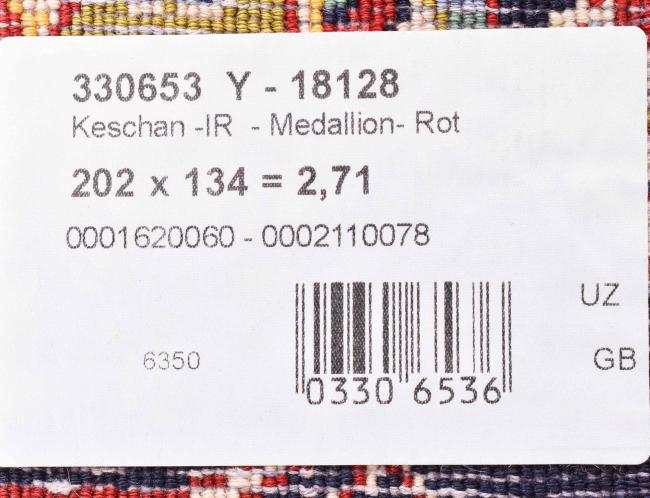 330653 Y - 18128
Keschan -IR - Medallion- Rot
202 x 134 = 2,71
0001620060 - 0002110078
UZ
6350
GB
0330 6536